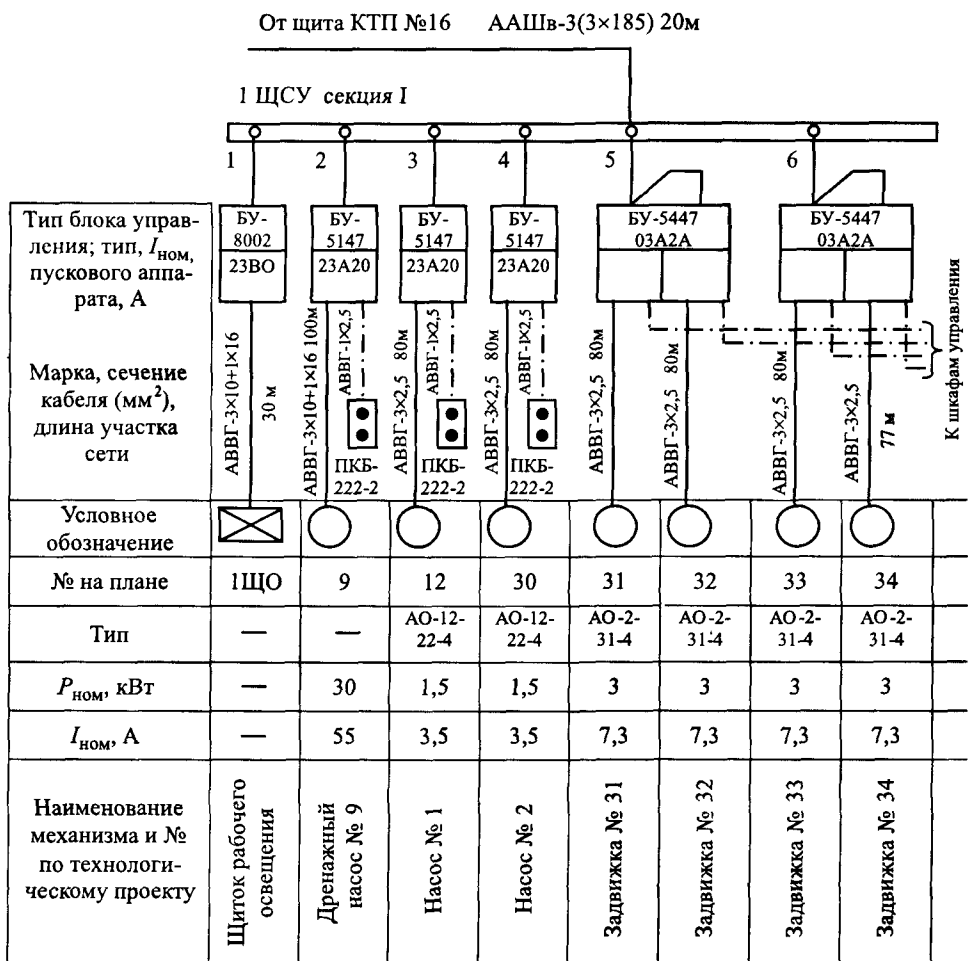 От щита КТП №16 ААШв-3(3×185) 20м
1 ЩСУ секция I
1 2 3 4 5 6
Тип блока управ-
ления; тип, Iном,
пускового аппа-
рата, А
БУ-
8002
23ВО
БУ-
5147
23А20
БУ-
5147
23А20
БУ-
5147
23А20
БУ-5447
03А2А
БУ-5447
03А2А
Марка, сечение
кабеля (мм²),
длина участка
сети
АВВГ-3×10+1×16
30 м
АВВГ-3×10+1×16 100м
АВВГ-1×2,5
ПКБ-
222-2
АВВГ-3×2,5 80м
АВВГ-1×2,5
ПКБ-
222-2
АВВГ-3×2,5 80м
АВВГ-1×2,5
ПКБ-
222-2
АВВГ-3×2,5 80м
АВВГ-3×2,5 80м
АВВГ-3×2,5 80м
АВВГ-3×2,5
77 м
К шкафам управления
Условное
обозначение
№ на плане 1ЩО 9 12 30 31 32 33 34
Тип — —
АО-12-
22-4
АО-12-
22-4
АО-2-
31-4
АО-2-
31-4
АО-2-
31-4
АО-2-
31-4
Pном, кВт — 30 1,5 1,5 3 3 3 3
Iном, А — 55 3,5 3,5 7,3 7,3 7,3 7,3
Наименование
механизма и №
по технологи-
ческому проекту
Щиток рабочего
освещения
Дренажный
насос № 9
Насос № 1
Насос № 2
Задвижка № 31
Задвижка № 32
Задвижка № 33
Задвижка № 34